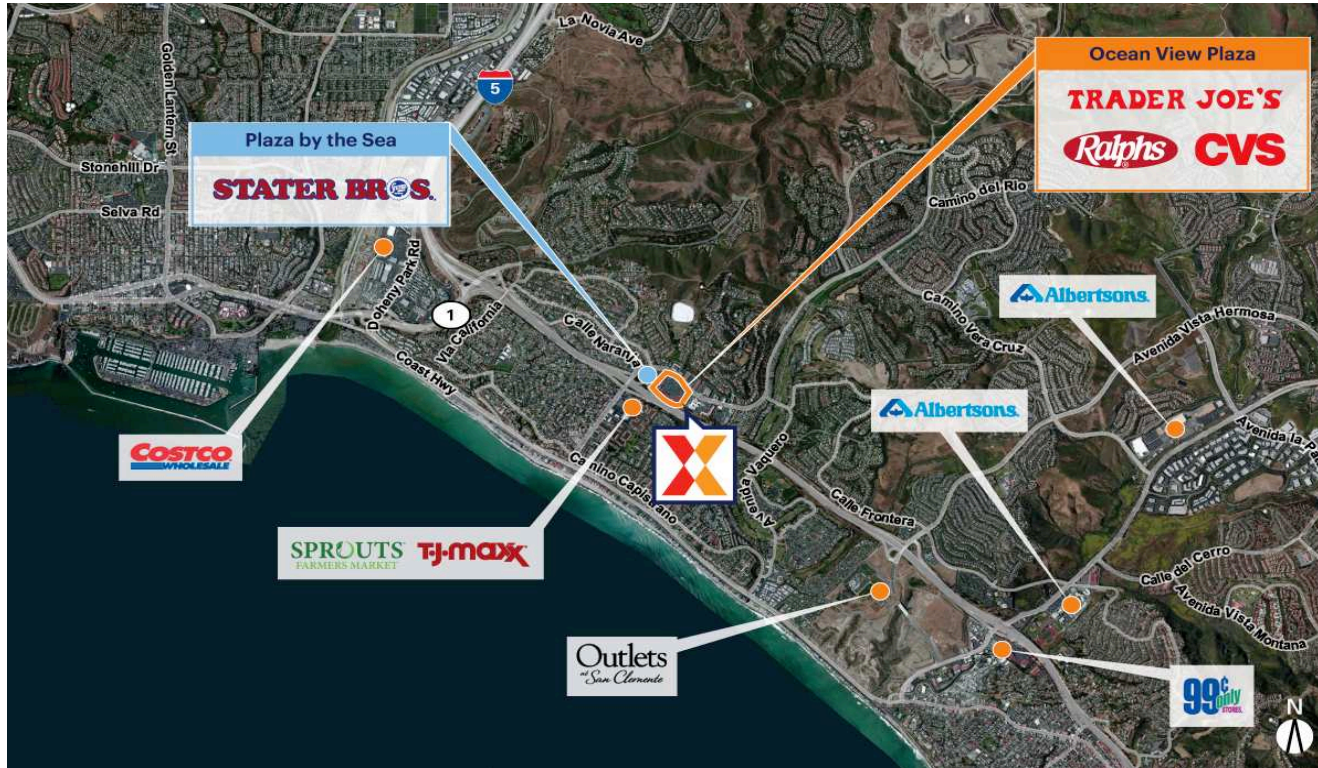 La Novia Ave
Golden Lantern St
5
Ocean View Plaza
TRADER JOE'S
Ralphs
CVS
Plaza by the Sea
STATER BROS.
Stonehill Dr
Selva Rd
Camino del Rio
Doheny Park Rd
Via California
1
Calle Naranja
Coast Hwy
Camino Vera Cruz
Albertsons
Avenida Vista Hermosa
Albertsons
COSTCO
WHOLESALE
Avenida Vaquero
Camino Capistrano
Calle Frontera
SPROUTS
FARMERS MARKET
T·J·maxx
Calle del Cerro
Avenida Vista Montana
Outlets
at San Clemente
99¢
only
STORES
N